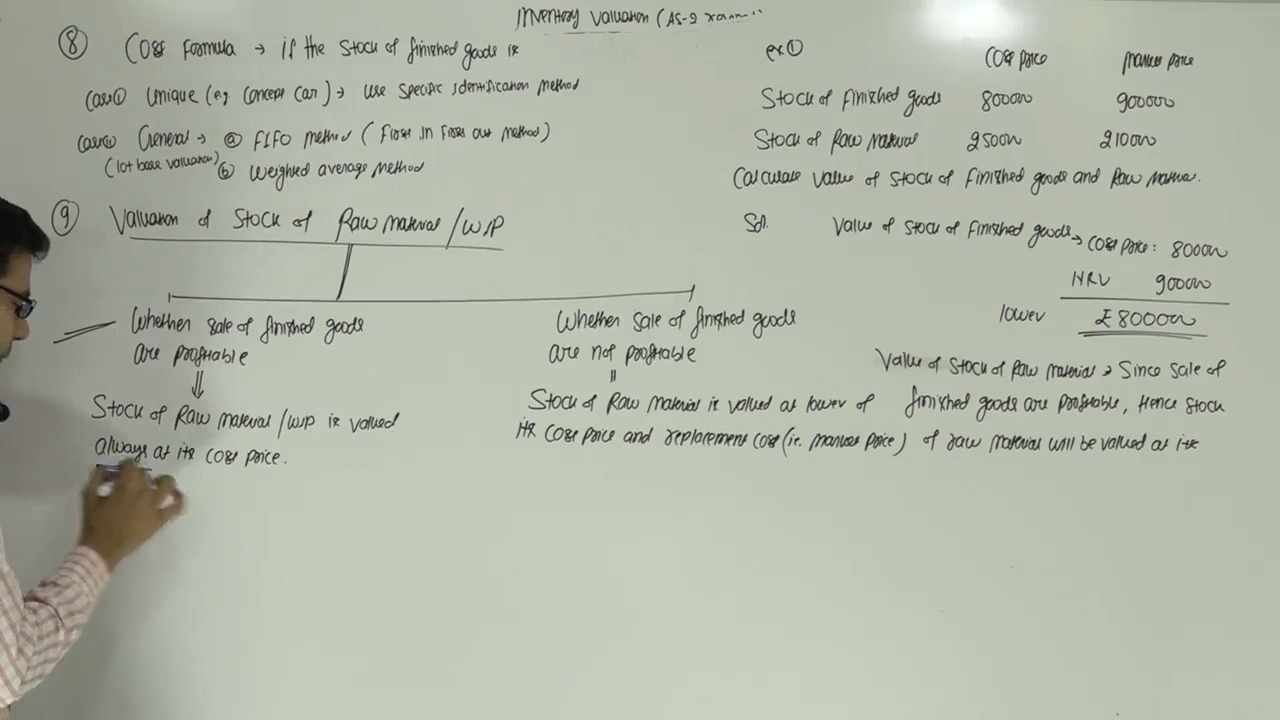 Inventory Valuation (AS-2
⑧ Cost Formula → if the Stock of finished goods is
Case① Unique (e.g. Concept Car) → Use Specific Identification Method
Case② General → ⓐ FIFO method (First In First Out Method)
(lot base valuation) ⓑ Weighted average Method
⑨ Valuation of Stock of Raw Material/WIP
Whether Sale of finished goods
are profitable
Stock of Raw Material/WIP is valued
always at its Cost Price.
Whether Sale of finished goods
are not profitable
Stock of Raw Material is valued at lower of
its Cost Price and replacement cost (i.e. Market Price)
ex①
Cost Price Market Price
Stock of Finished goods 80000 90000
Stock of Raw Material 25000 21000
Calculate Value of Stock of Finished goods and Raw Material.
Sol. Value of Stock of Finished goods → Cost Price: 80000
NRV 90000
lower ₹80000
Value of Stock of Raw Material → Since Sale of
finished goods are profitable, Hence Stock
of raw Material will be valued at its